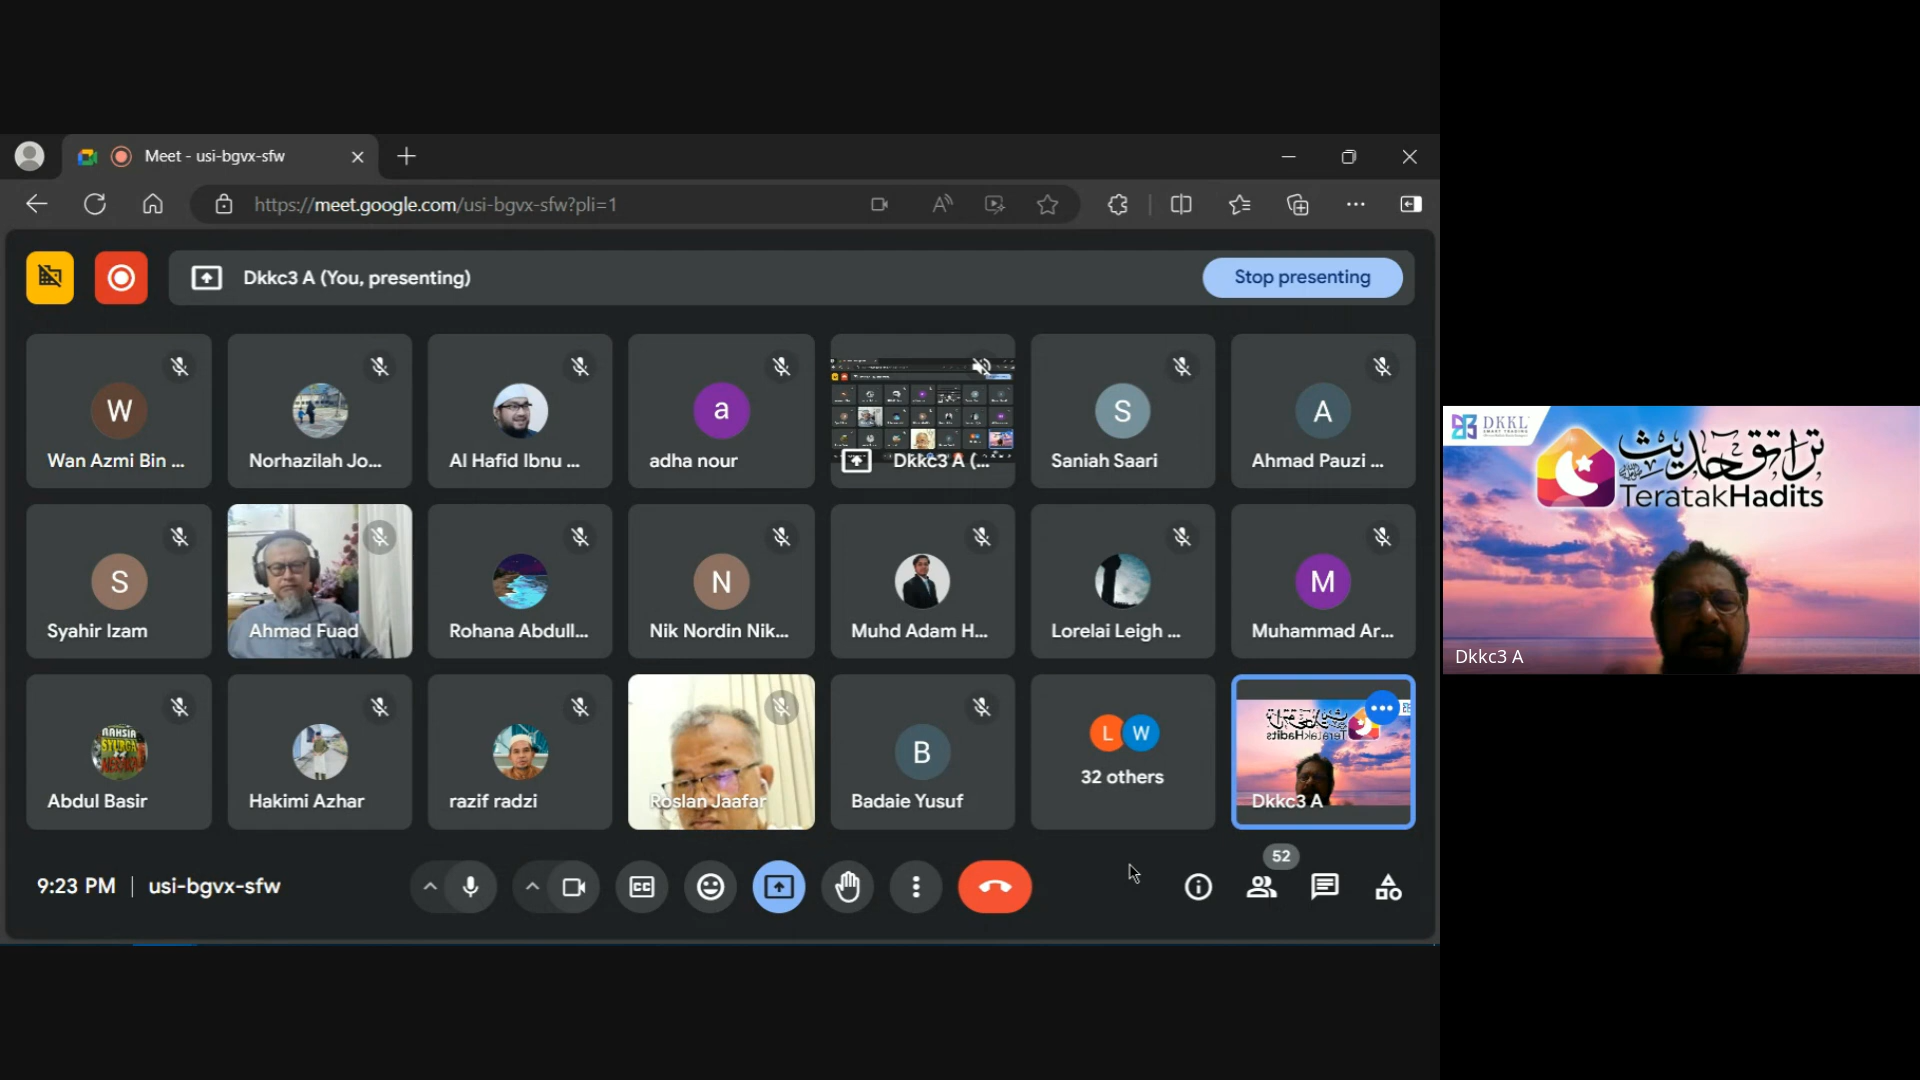 Meet - usi-bgvx-sfw
https://meet.google.com/usi-bgvx-sfw?pli=1
Dkkc3 A (You, presenting)
Stop presenting
W
a
S
A
Wan Azmi Bin ...
Norhazilah Jo...
Al Hafid Ibnu ...
adha nour
Dkkc3 A (...
Saniah Saari
Ahmad Pauzi ...
S
N
M
Syahir Izam
Ahmad Fuad
Rohana Abdull...
Nik Nordin Nik...
Muhd Adam H...
Lorelai Leigh ...
Muhammad Ar...
SYURGA
B
L
W
32 others
Abdul Basir
Hakimi Azhar
razif radzi
Roslan Jaafar
Badaie Yusuf
Dkkc3 A
TeratakHadits
9:23 PM
usi-bgvx-sfw
CC
52
DKKL
TeratakHadits
Dkkc3 A